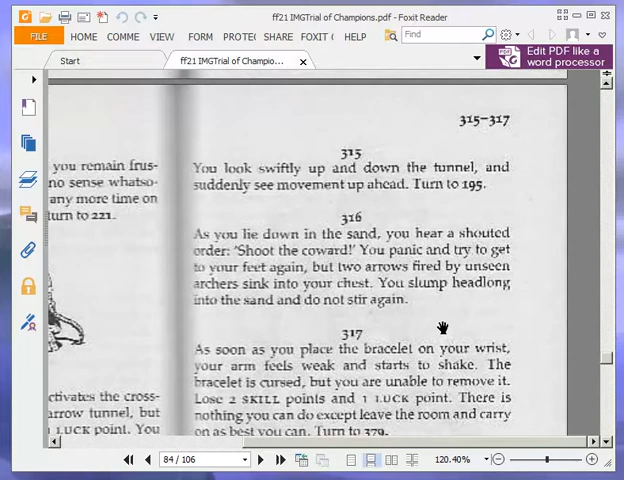 ff21 IMGTrial of Champions.pdf - Foxit Reader
FILE HOME COMME VIEW FORM PROTE SHARE FOXIT C HELP Find
Start ff21 IMGTrial of Champio...
Edit PDF like a
word processor
315-317
you remain frus-
no sense whatso-
any more time on
turn to 221.
ctivates the cross-
arrow tunnel, but
1 LUCK point. You
315
You look swiftly up and down the tunnel, and
suddenly see movement up ahead. Turn to 195.
316
As you lie down in the sand, you hear a shouted
order: 'Shoot the coward!' You panic and try to get
to your feet again, but two arrows fired by unseen
archers sink into your chest. You slump headlong
into the sand and do not stir again.
317
As soon as you place the bracelet on your wrist,
your arm feels weak and starts to shake. The
bracelet is cursed, but you are unable to remove it.
Lose 2 SKILL points and 1 LUCK point. There is
nothing you can do except leave the room and carry
on as best you can. Turn to 379.
84 / 106
120.40%